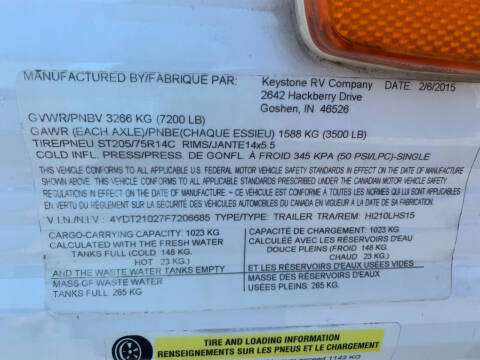 MANUFACTURED BY/FABRIQUÉ PAR: Keystone RV Company DATE: 2/6/2015
2642 Hackberry Drive
Goshen, IN 46526
GVWR/PNBV 3266 KG (7200 LB)
GAWR (EACH AXLE)/PNBE(CHAQUE ESSIEU) 1588 KG (3500 LB)
TIRE/PNEU ST205/75R14C RIMS/JANTE14x5.5
COLD INFL. PRESS/PRESS. DE GONFL. À FROID 345 KPA (50 PSI/LPC)-SINGLE
THIS VEHICLE CONFORMS TO ALL APPLICABLE U.S. FEDERAL MOTOR VEHICLE SAFETY STANDARDS IN EFFECT ON THE DATE OF MANUFACTURE
SHOWN ABOVE. THIS VEHICLE CONFORMS TO ALL APPLICABLE STANDARDS PRESCRIBED UNDER THE CANADIAN MOTOR VEHICLE SAFETY
REGULATIONS IN EFFECT ON THE DATE OF MANUFACTURE / CE VÉHICULE EST CONFORME À TOUTES LES NORMES QUI LUI SONT APPLICABLES
EN VERTU DU RÈGLEMENT SUR LA SÉCURITÉ DES VÉHICULES AUTOMOBILES DU CANADA EN VIGUEUR À LA DATE DE SA FABRICATION
V.I.N./N.I.V.: 4YDT21027F7206685 TYPE/TYPE: TRAILER TRA/REM: HI210LHS15
CARGO-CARRYING CAPACITY: 1023 KG
CALCULATED WITH THE FRESH WATER
TANKS FULL (COLD 148 KG.
HOT 23 KG.)
AND THE WASTE WATER TANKS EMPTY
MASS OF THE WASTE WATER
TANKS FULL: 265 KG
CAPACITÉ DE CHARGEMENT: 1023 KG
CALCULÉE AVEC LES RÉSERVOIRS D'EAU
DOUCE PLEINS (FROID 148 KG.
CHAUD 23 KG.)
ET LES RÉSERVOIRS D'EAUX USÉES VIDES
MASSE DES RÉSERVOIRS D'EAUX
USÉES PLEINS: 265 KG.
TIRE AND LOADING INFORMATION
RENSEIGNEMENTS SUR LES PNEUS ET LE CHARGEMENT
exceed 1143 KG